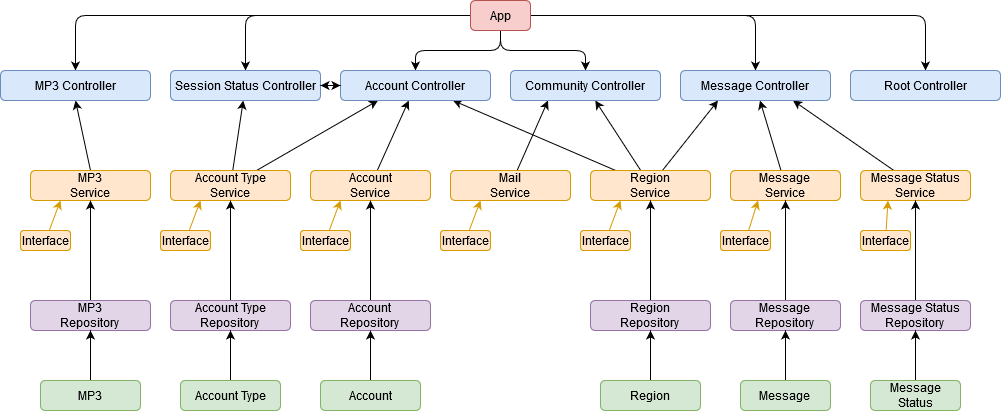 App
MP3 Controller
Session Status Controller
Account Controller
Community Controller
Message Controller
Root Controller
MP3
Service
Account Type
Service
Account
Service
Mail
Service
Region
Service
Message
Service
Message Status
Service
Interface
Interface
Interface
Interface
Interface
Interface
Interface
MP3
Repository
Account Type
Repository
Account
Repository
Region
Repository
Message
Repository
Message Status
Repository
MP3
Account Type
Account
Region
Message
Message
Status